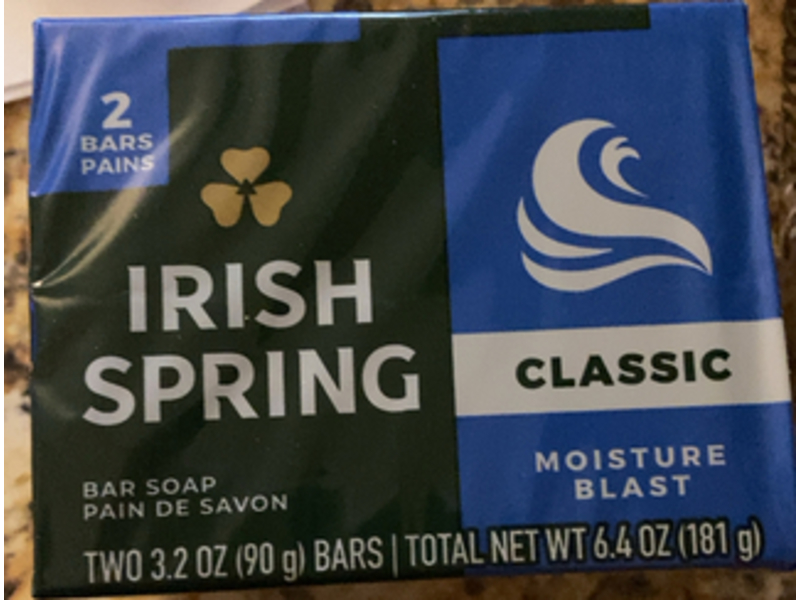 2
BARS
PAINS
IRISH
SPRING
BAR SOAP
PAIN DE SAVON
CLASSIC
MOISTURE
BLAST
TWO 3.2 OZ (90 g) BARS | TOTAL NET WT 6.4 OZ (181 g)